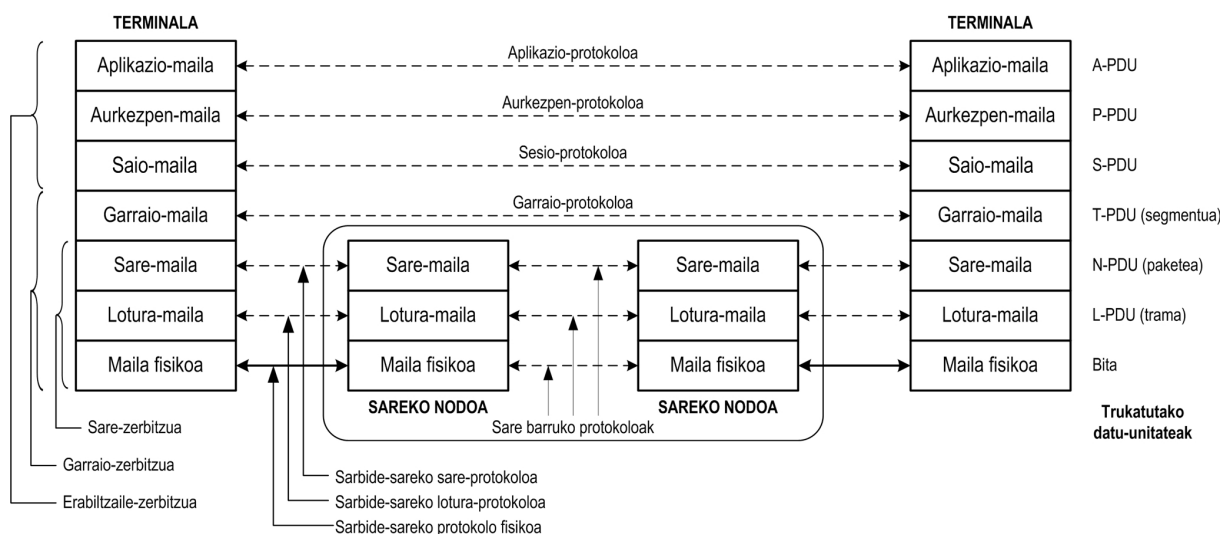 TERMINALA
TERMINALA
Aplikazio-maila
Aplikazio-protokoloa
Aplikazio-maila
A-PDU
Aurkezpen-maila
Aurkezpen-protokoloa
Aurkezpen-maila
P-PDU
Saio-maila
Sesio-protokoloa
Saio-maila
S-PDU
Garraio-maila
Garraio-protokoloa
Garraio-maila
T-PDU (segmentua)
Sare-maila
Sare-maila
Sare-maila
Sare-maila
N-PDU (paketea)
Lotura-maila
Lotura-maila
Lotura-maila
Lotura-maila
L-PDU (trama)
Maila fisikoa
Maila fisikoa
Maila fisikoa
Maila fisikoa
Bita
SAREKO NODOA
SAREKO NODOA
Sare barruko protokoloak
Trukatutako
datu-unitateak
Sare-zerbitzua
Garraio-zerbitzua
Erabiltzaile-zerbitzua
Sarbide-sareko sare-protokoloa
Sarbide-sareko lotura-protokoloa
Sarbide-sareko protokolo fisikoa